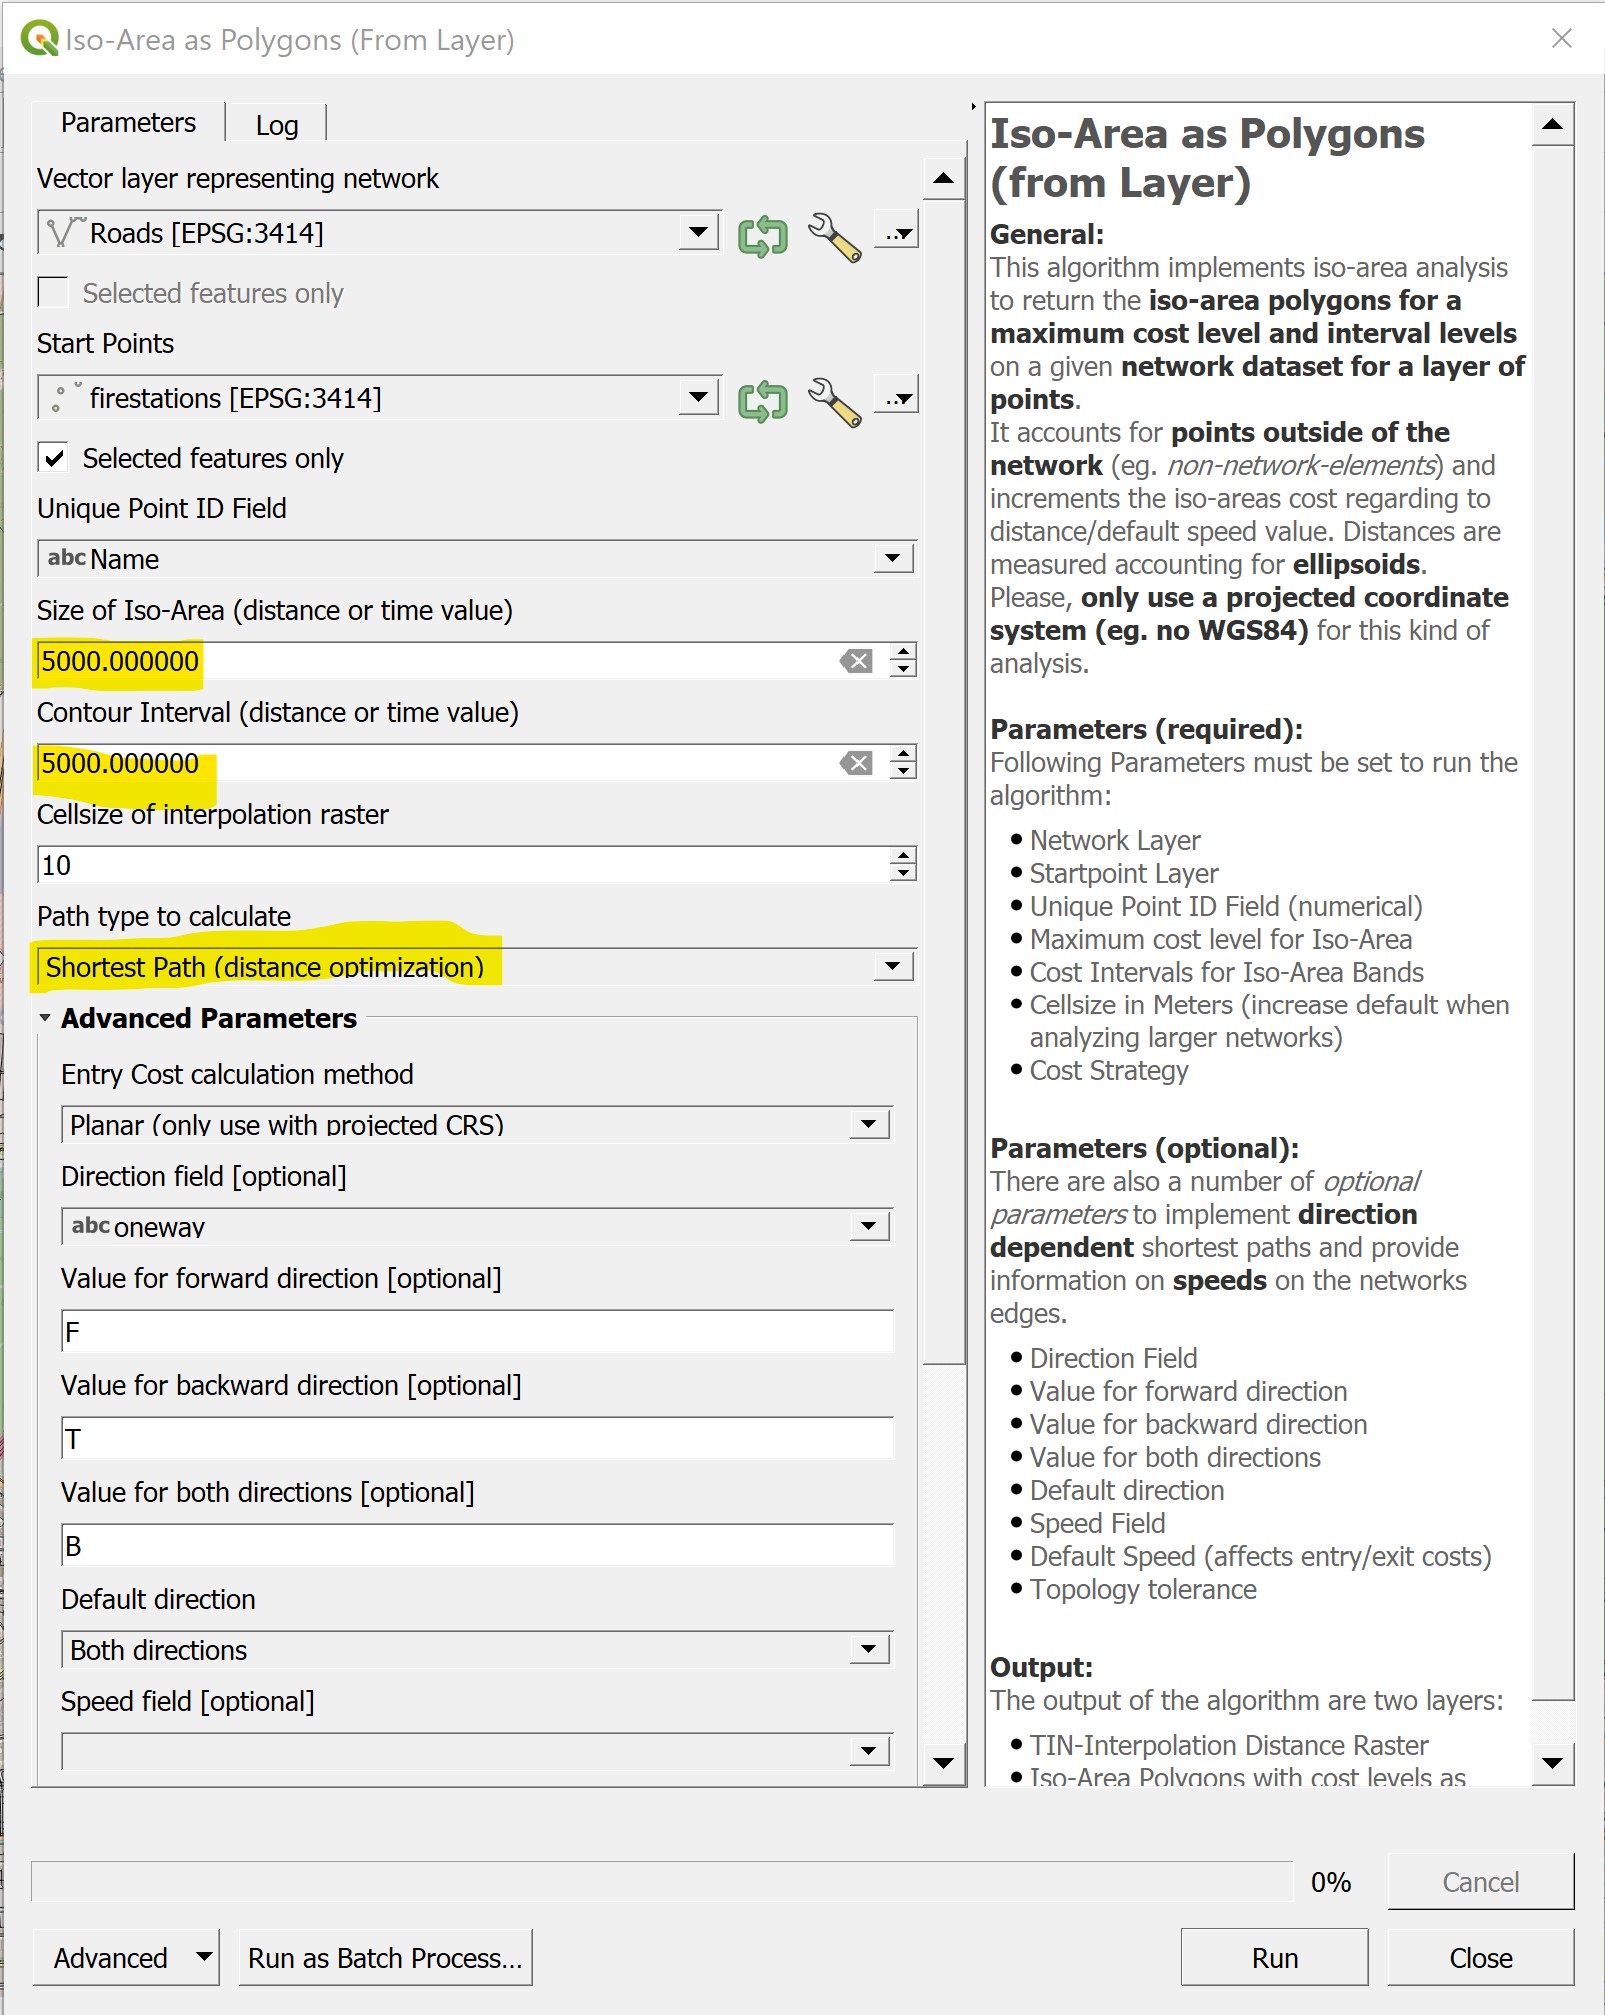 Iso-Area as Polygons (From Layer)
Parameters
Log
Vector layer representing network
Roads [EPSG:3414]
Selected features only
Start Points
firestations [EPSG:3414]
Selected features only
Unique Point ID Field
abc Name
Size of Iso-Area (distance or time value)
5000.000000
Contour Interval (distance or time value)
5000.000000
Cellsize of interpolation raster
10
Path type to calculate
Shortest Path (distance optimization)
Advanced Parameters
Entry Cost calculation method
Planar (only use with projected CRS)
Direction field [optional]
abc oneway
Value for forward direction [optional]
F
Value for backward direction [optional]
T
Value for both directions [optional]
B
Default direction
Both directions
Speed field [optional]
Iso-Area as Polygons
(from Layer)
General:
This algorithm implements iso-area analysis
to return the iso-area polygons for a
maximum cost level and interval levels
on a given network dataset for a layer of
points.
It accounts for points outside of the
network (eg. non-network-elements) and
increments the iso-areas cost regarding to
distance/default speed value. Distances are
measured accounting for ellipsoids.
Please, only use a projected coordinate
system (eg. no WGS84) for this kind of
analysis.
Parameters (required):
Following Parameters must be set to run the
algorithm:
• Network Layer
• Startpoint Layer
• Unique Point ID Field (numerical)
• Maximum cost level for Iso-Area
• Cost Intervals for Iso-Area Bands
• Cellsize in Meters (increase default when
analyzing larger networks)
• Cost Strategy
Parameters (optional):
There are also a number of optional
parameters to implement direction
dependent shortest paths and provide
information on speeds on the networks
edges.
• Direction Field
• Value for forward direction
• Value for backward direction
• Value for both directions
• Default direction
• Speed Field
• Default Speed (affects entry/exit costs)
• Topology tolerance
Output:
The output of the algorithm are two layers:
• TIN-Interpolation Distance Raster
• Iso-Area Polygons with cost levels as
0%
Cancel
Advanced
Run as Batch Process...
Run
Close